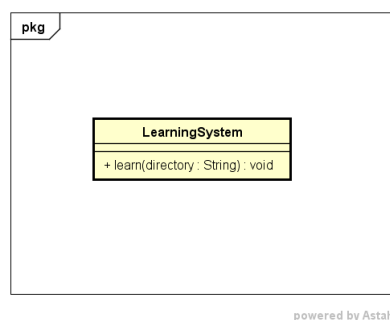 pkg
LearningSystem
+ learn(directory : String) : void
powered by Astah